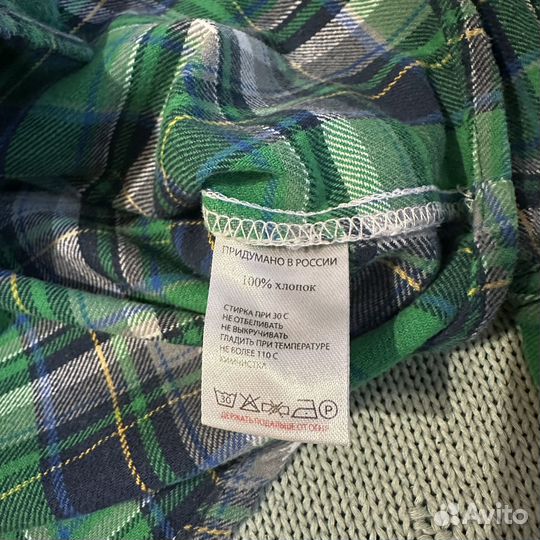 ПРИДУМАНО В РОССИИ
100% хлопок
СТИРКА ПРИ 30 С
НЕ ОТБЕЛИВАТЬ
НЕ ВЫКРУЧИВАТЬ
ГЛАДИТЬ ПРИ ТЕМПЕРАТУРЕ
НЕ БОЛЕЕ 110 С
ХИМЧИСТКА
30 P
ДЕРЖАТЬ ПОДАЛЬШЕ ОТ ОГНЯ
Avito